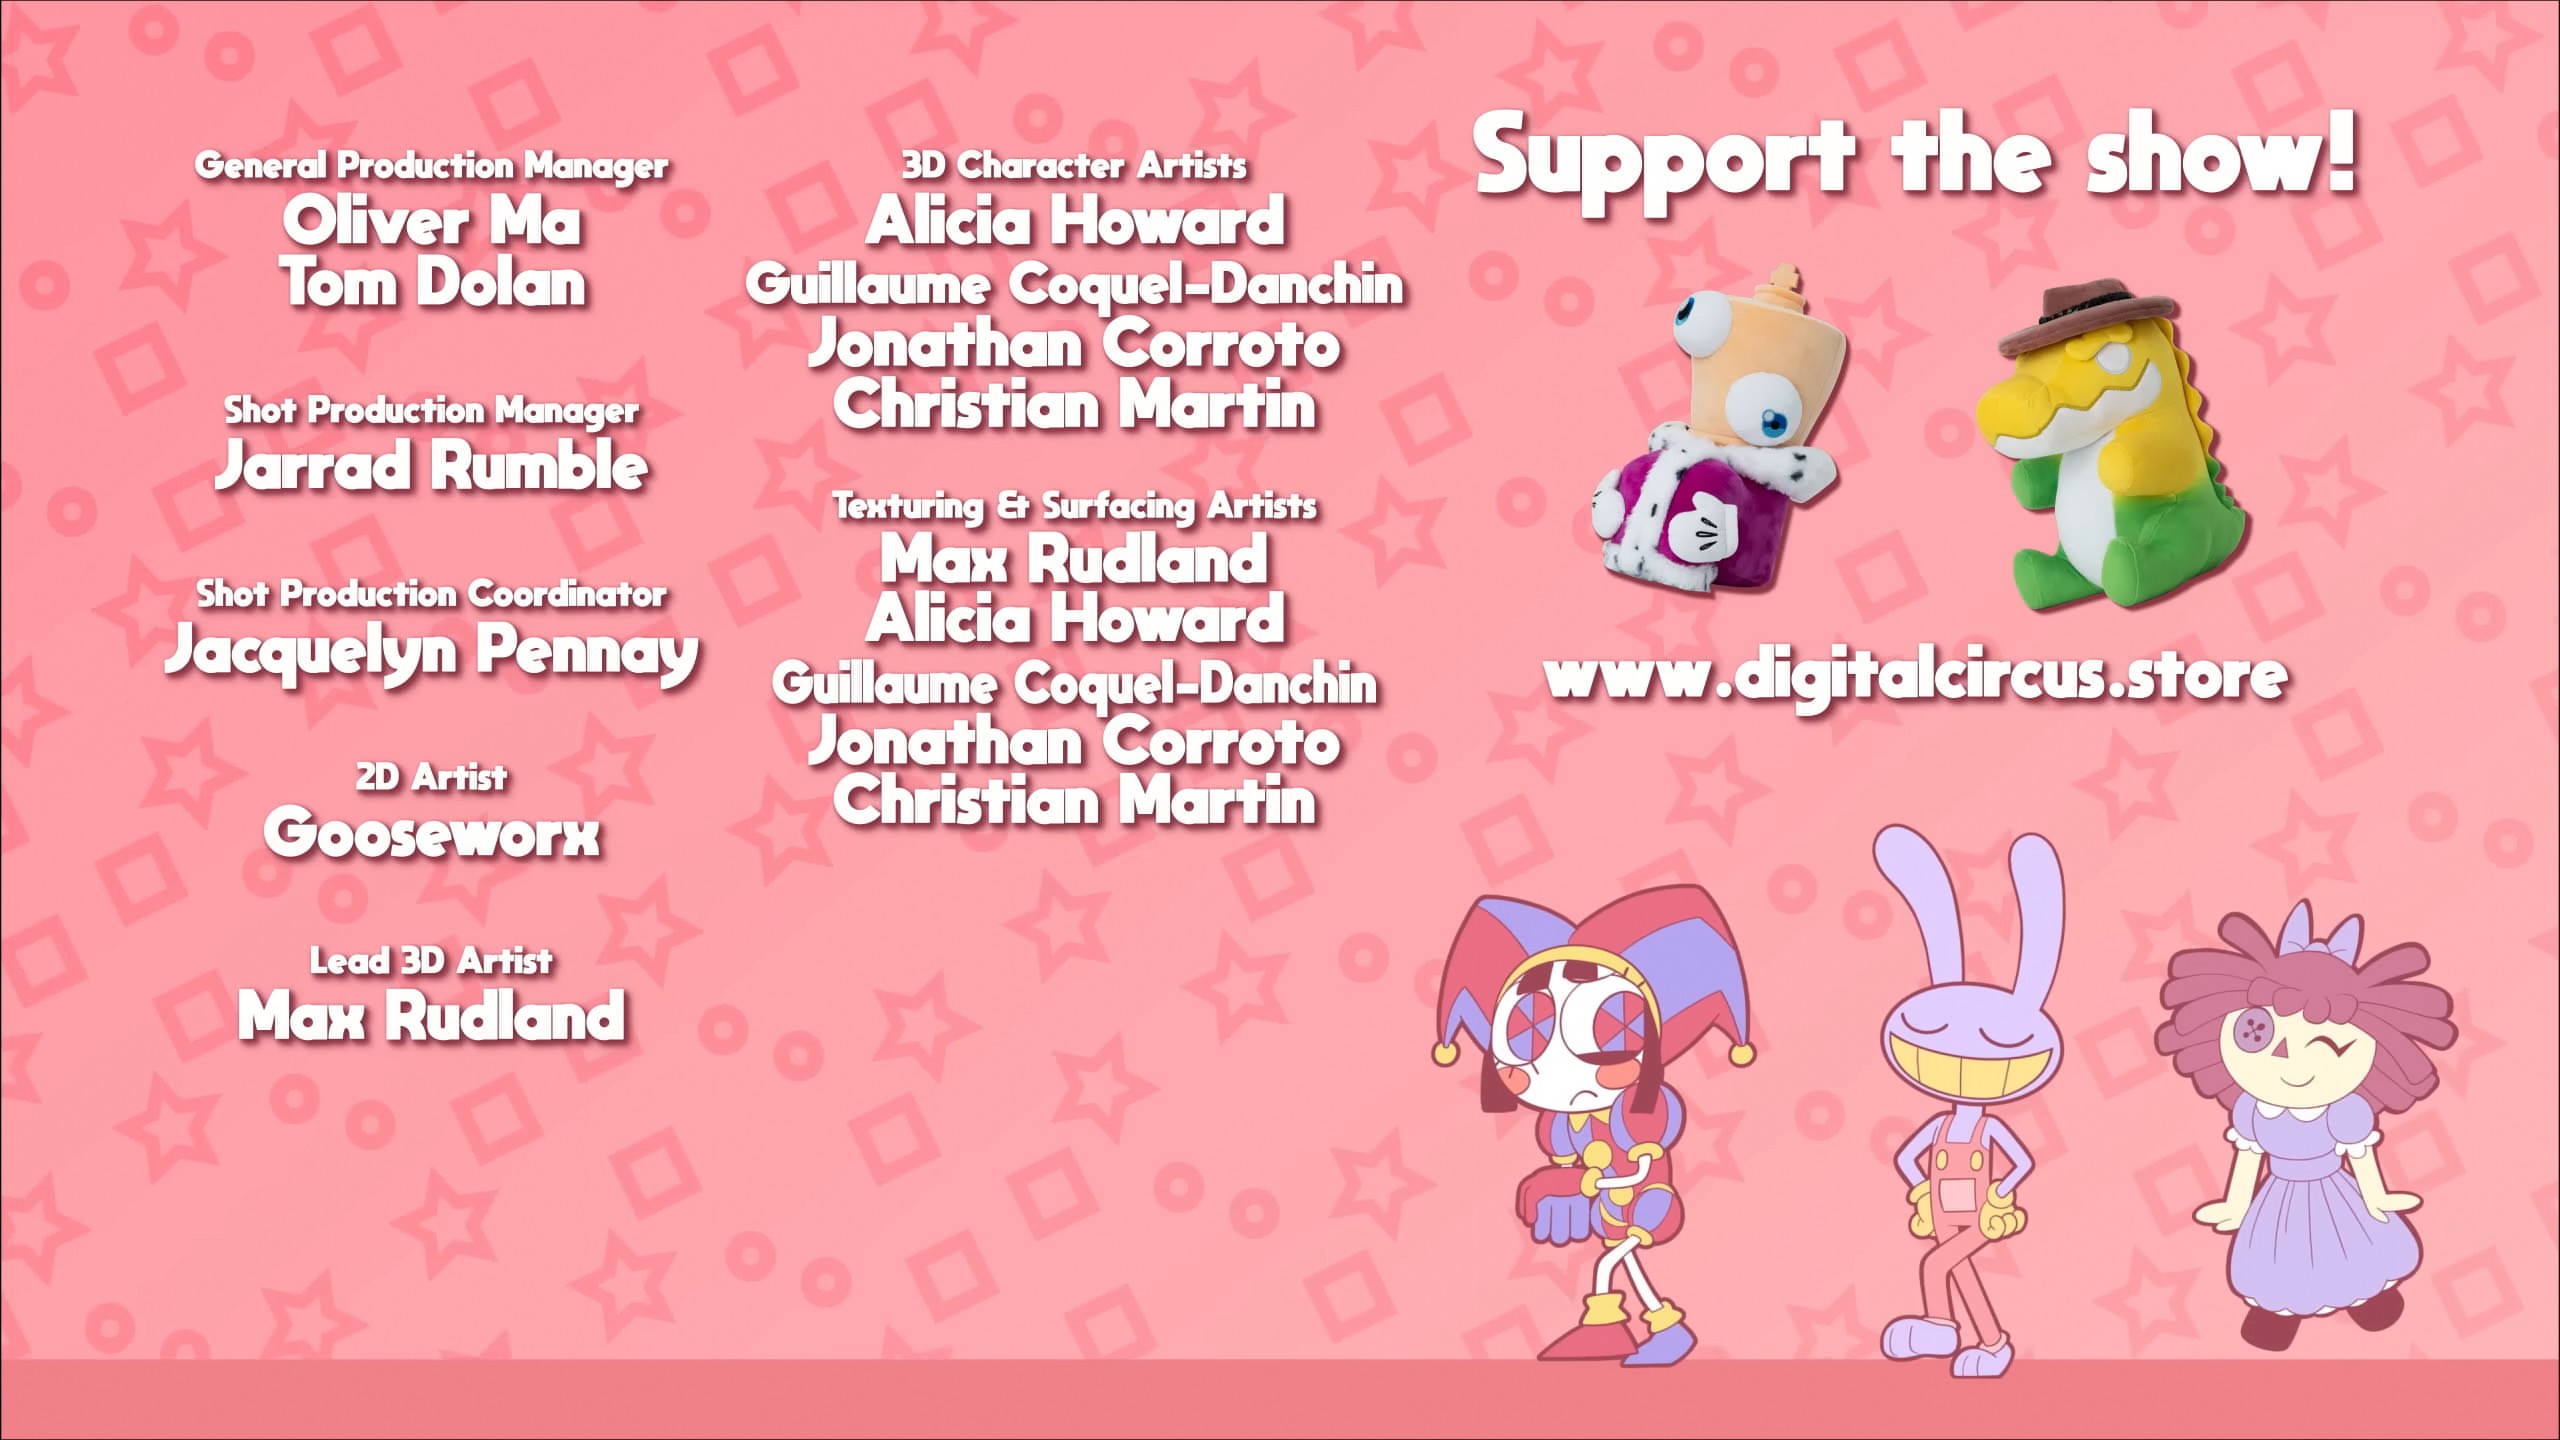 General Production Manager
Oliver Ma
Tom Dolan
Shot Production Manager
Jarrad Rumble
Shot Production Coordinator
Jacquelyn Pennay
2D Artist
Gooseworx
Lead 3D Artist
Max Rudland
3D Character Artists
Alicia Howard
Guillaume Coquel-Danchin
Jonathan Corroto
Christian Martin
Texturing & Surfacing Artists
Max Rudland
Alicia Howard
Guillaume Coquel-Danchin
Jonathan Corroto
Christian Martin
Support the show!
www.digitalcircus.store